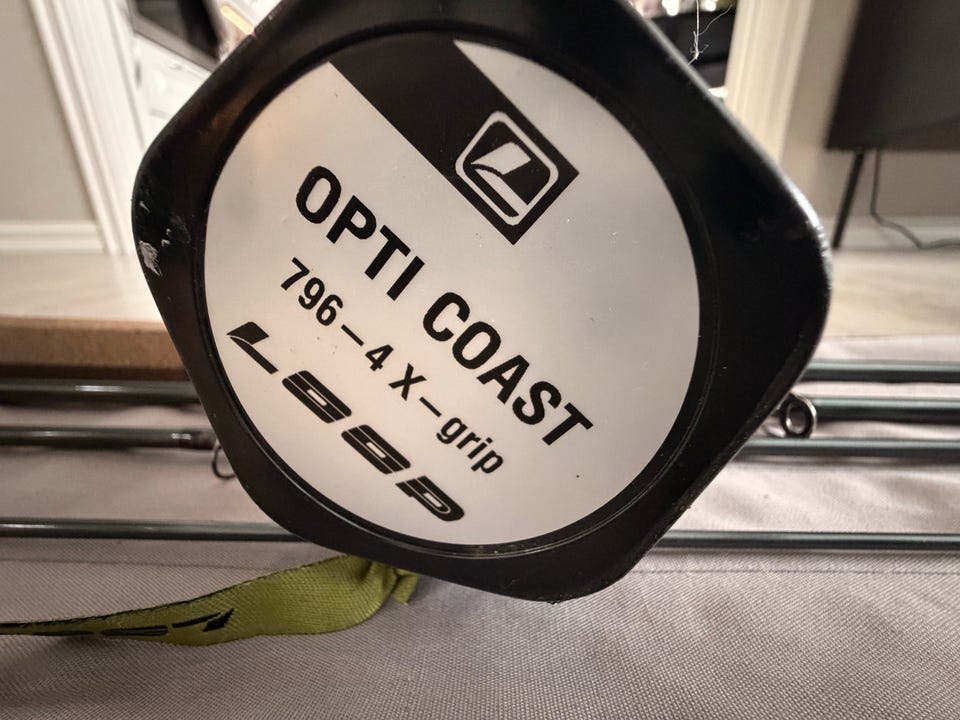 OPTI COAST
796-4 X-grip
LOOP